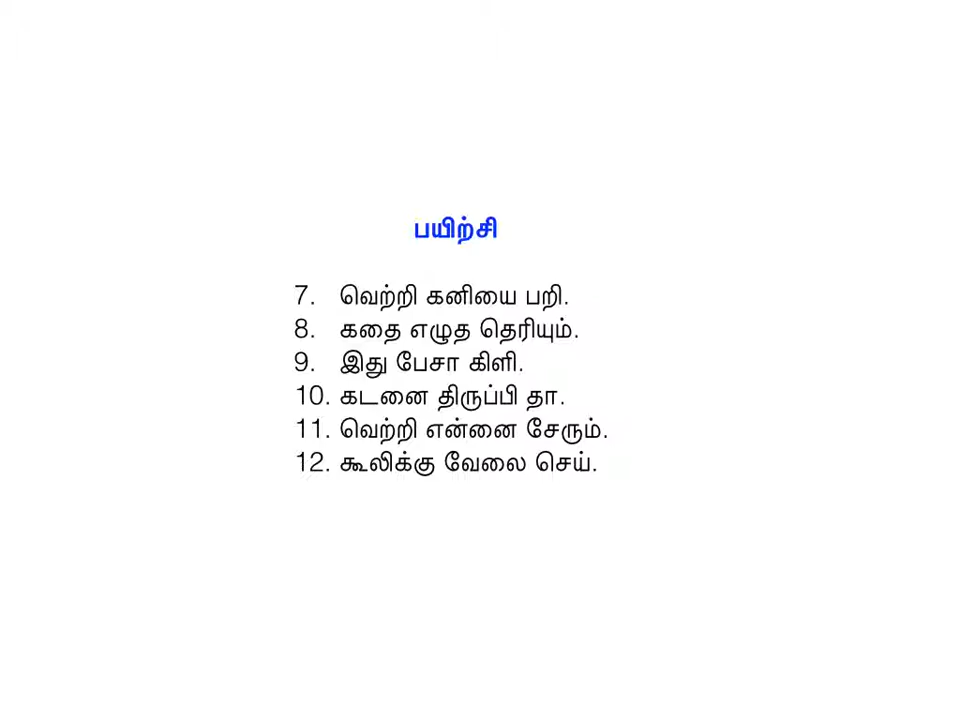 பயிற்சி
7. வெற்றி கனியை பறி.
8. கதை எழுத தெரியும்.
9. இது பேசா கிளி.
10. கடனை திருப்பி தா.
11. வெற்றி என்னை சேரும்.
12. கூலிக்கு வேலை செய்.